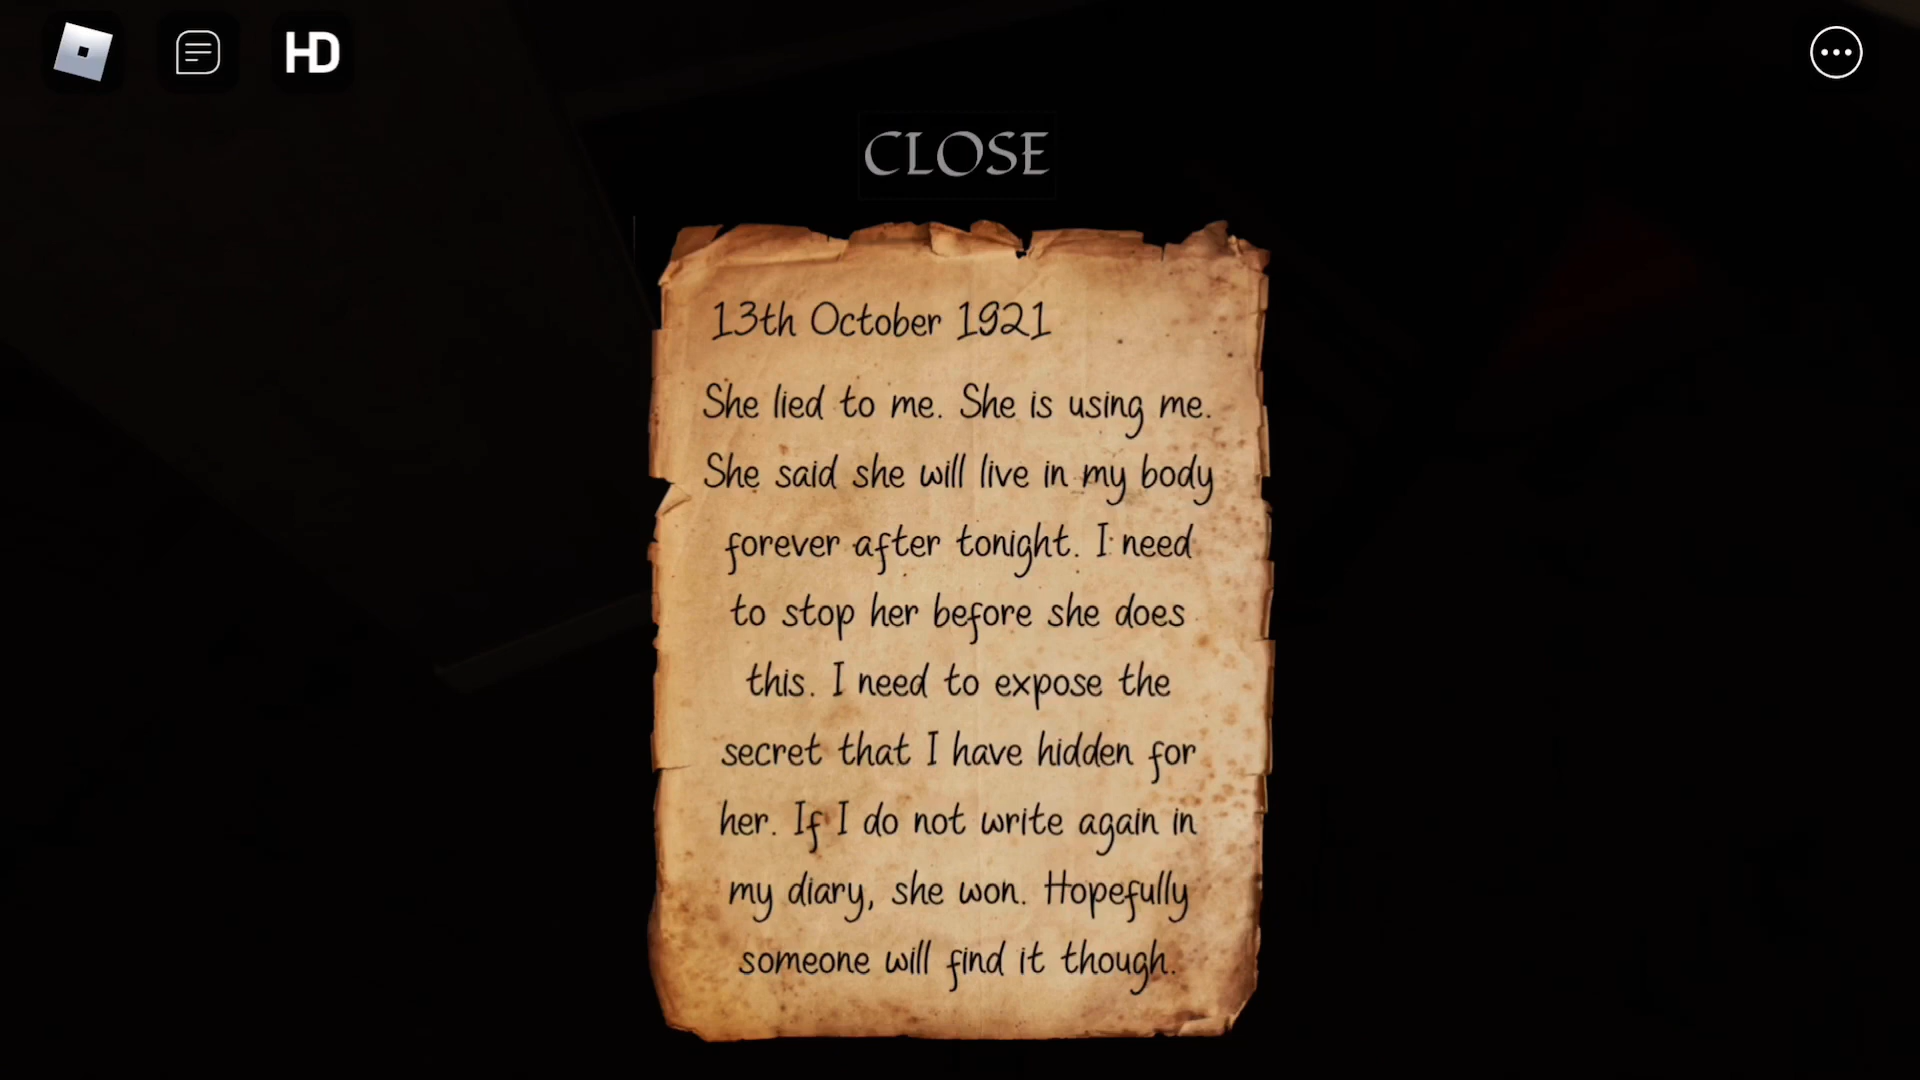 HD
CLOSE
13th October 1921
She lied to me. She is using me.
She said she will live in my body
forever after tonight. I need
to stop her before she does
this. I need to expose the
secret that I have hidden for
her. If I do not write again in
my diary, she won. Hopefully
someone will find it though.